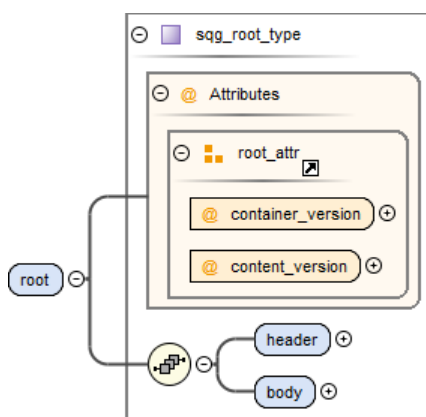 sqg_root_type
@ Attributes
root_attr
@ container_version
@ content_version
root
header
body